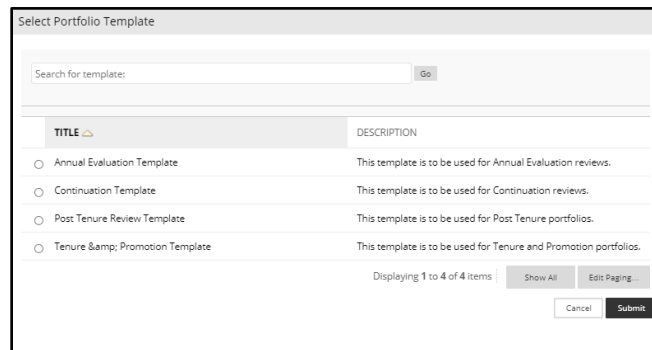 Select Portfolio Template
Search for template: Go
TITLE DESCRIPTION
Annual Evaluation Template This template is to be used for Annual Evaluation reviews.
Continuation Template This template is to be used for Continuation reviews.
Post Tenure Review Template This template is to be used for Post Tenure portfolios.
Tenure &amp; Promotion Template This template is to be used for Tenure and Promotion portfolios.
Displaying 1 to 4 of 4 items Show All Edit Paging...
Cancel Submit